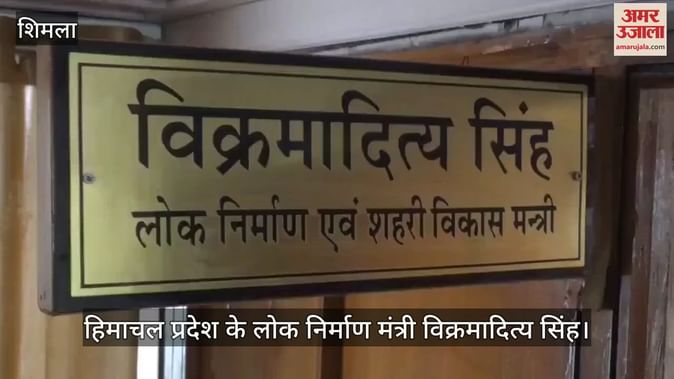 शिमला
अमर
उजाला
amarujala.com
विक्रमादित्य सिंह
लोक निर्माण एवं शहरी विकास मन्त्री
हिमाचल प्रदेश के लोक निर्माण मंत्री विक्रमादित्य सिंह।